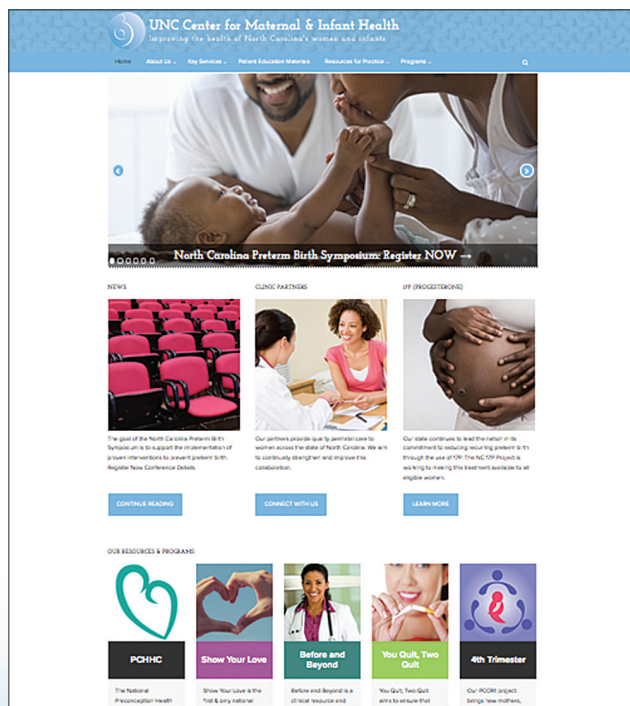 UNC Center for Maternal & Infant Health
Improving the health of North Carolina's women and infants
Home About Us Key Services Patient Education Materials Resources for Practice Programs
North Carolina Preterm Birth Symposium: Register NOW →
NEWS
The goal of the North Carolina Preterm Birth
Symposium is to support the implementation of
proven interventions to prevent preterm birth.
Register Now Conference Details
CONTINUE READING
CLINIC PARTNERS
Our partners provide quality perinatal care to
women across the state of North Carolina. We aim
to continually strengthen and improve this
collaboration.
CONNECT WITH US
17P (PROGESTERONE)
Our state continues to lead the nation in its
commitment to reducing recurring preterm birth
through the use of 17P. The NC 17P Project is
working to making this treatment available to all
eligible women.
LEARN MORE
OUR RESOURCES & PROGRAMS
PCHHC
The National
Preconception Health
Show Your Love
Show Your Love is the
first & only national
Before and
Beyond
Before and Beyond is a
clinical resource and
You Quit, Two
Quit
You Quit, Two Quit
aims to ensure that
4th Trimester
Our PCORI project
brings new mothers,